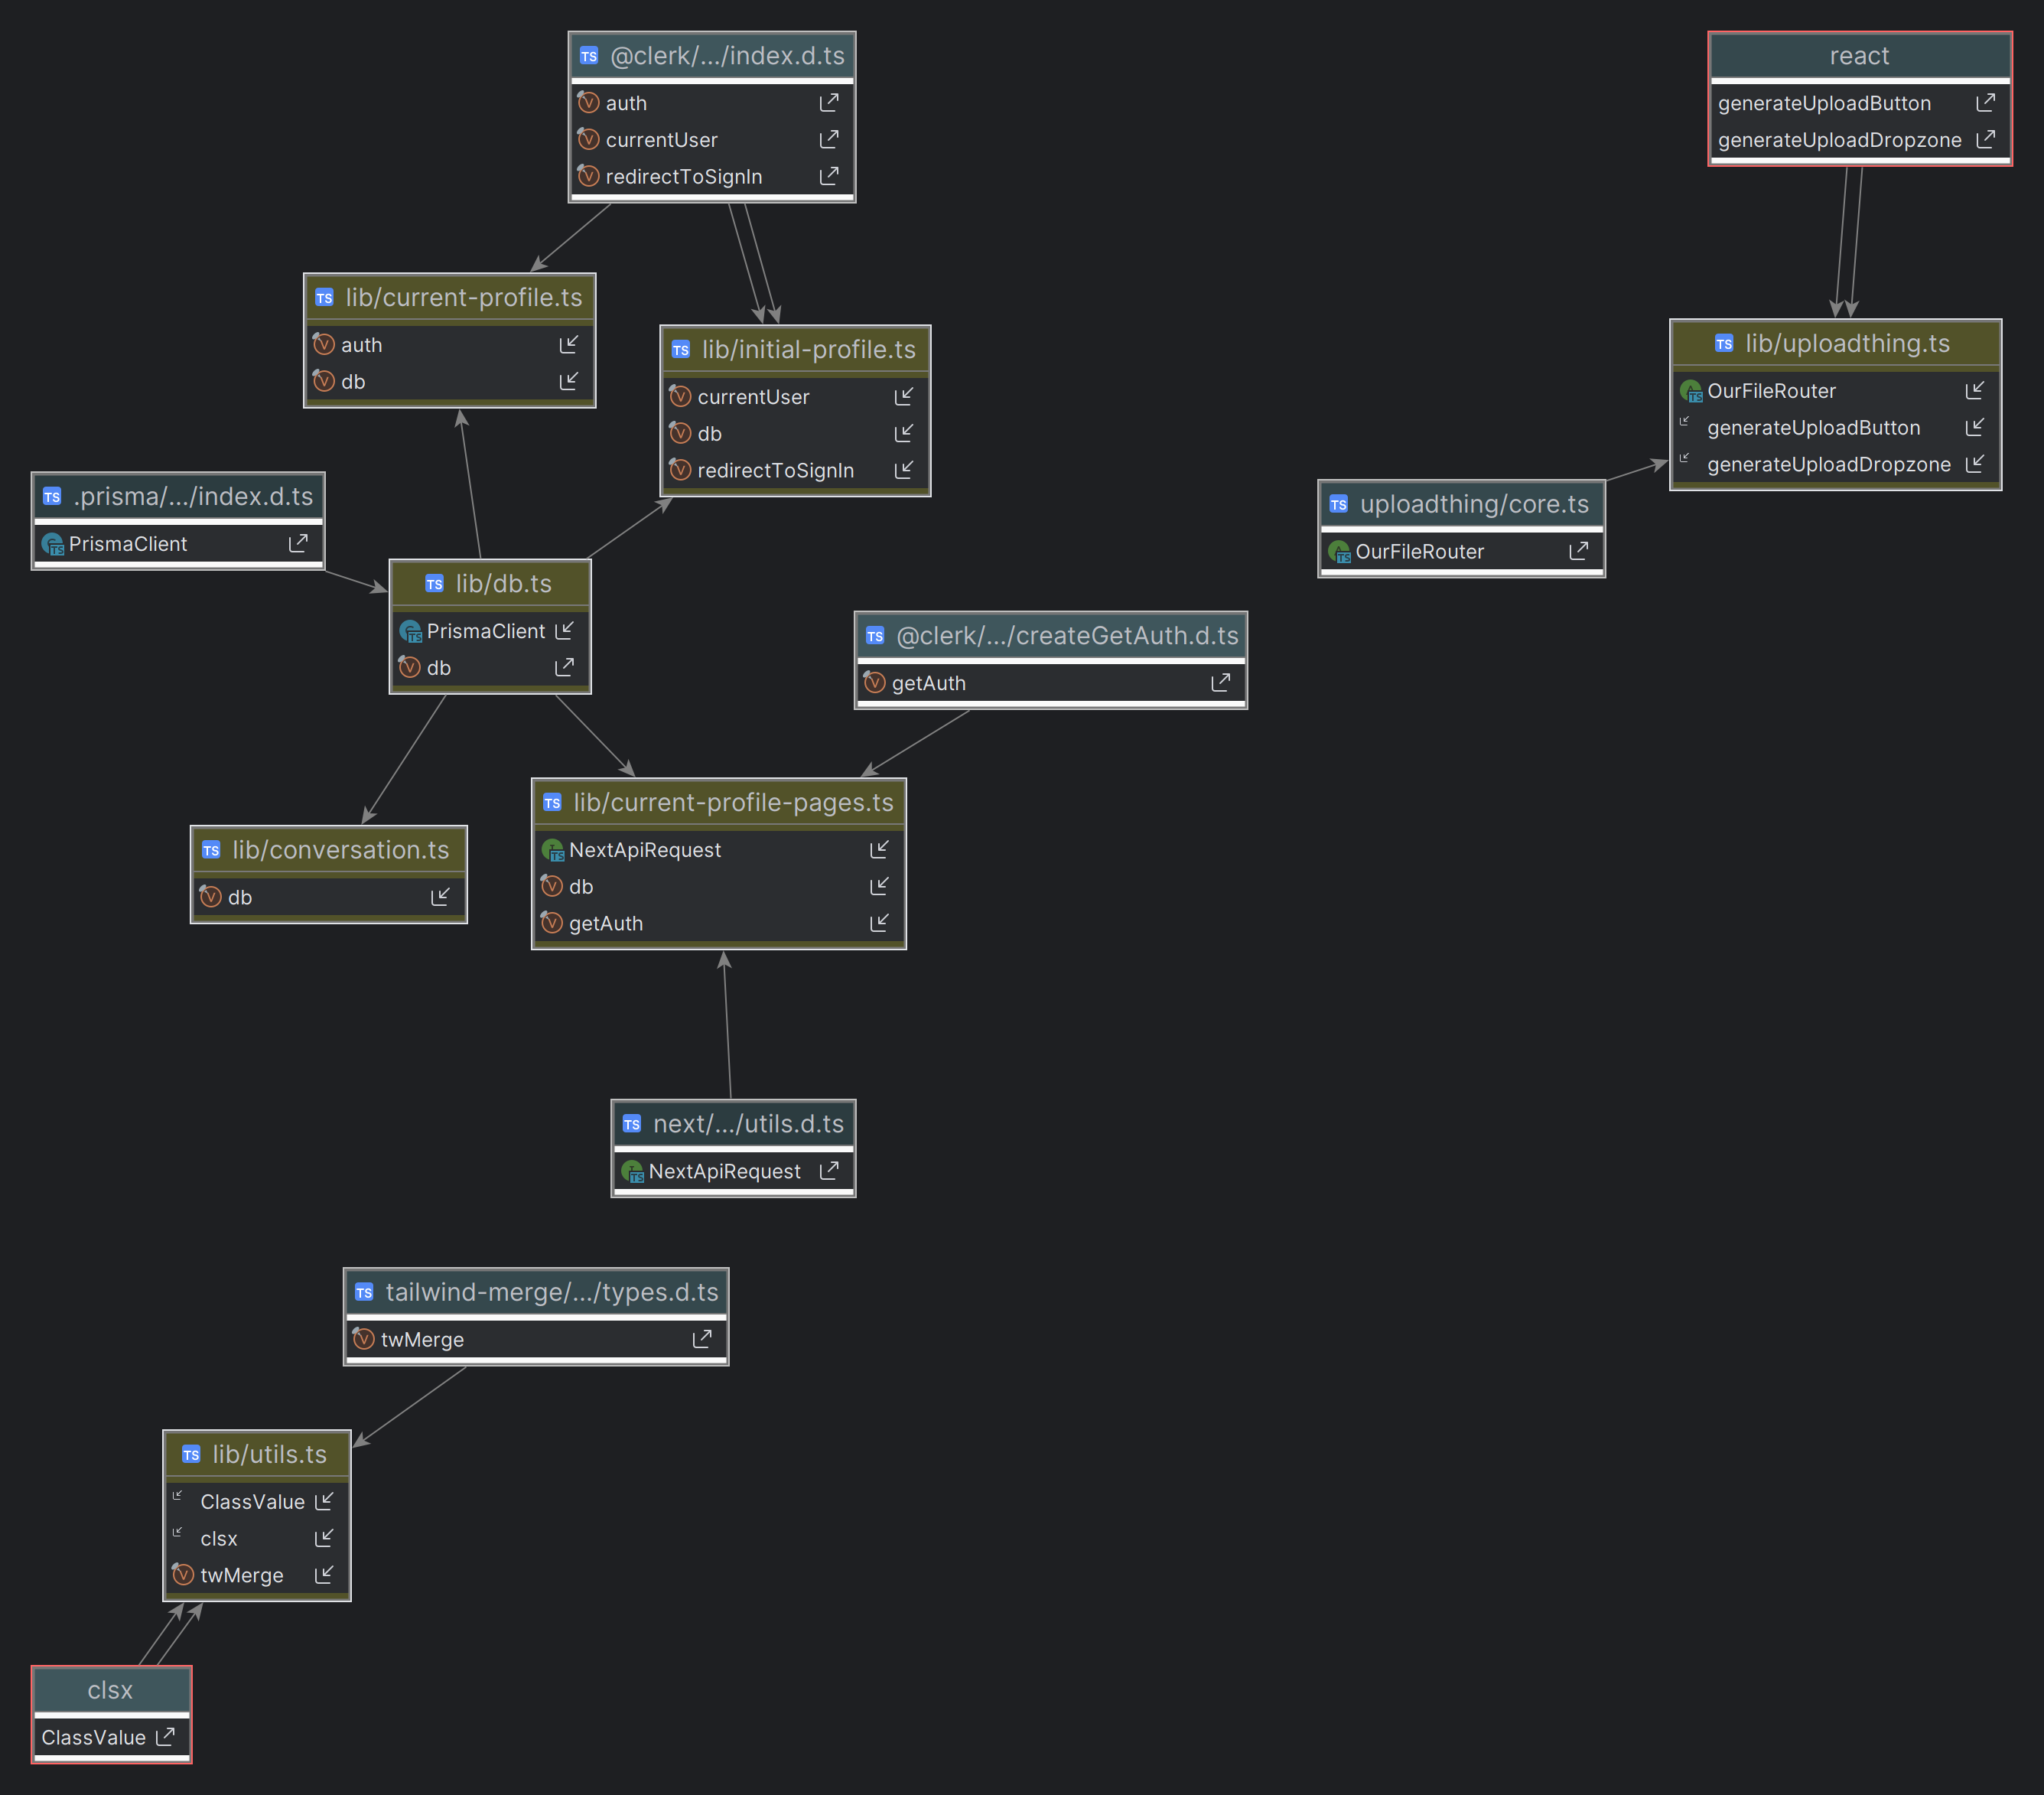 @clerk/.../index.d.ts
auth
currentUser
redirectToSignIn
react
generateUploadButton
generateUploadDropzone
lib/current-profile.ts
auth
db
lib/initial-profile.ts
currentUser
db
redirectToSignIn
lib/uploadthing.ts
OurFileRouter
generateUploadButton
generateUploadDropzone
.prisma/.../index.d.ts
PrismaClient
uploadthing/core.ts
OurFileRouter
lib/db.ts
PrismaClient
db
@clerk/.../createGetAuth.d.ts
getAuth
lib/current-profile-pages.ts
NextApiRequest
db
getAuth
lib/conversation.ts
db
next/.../utils.d.ts
NextApiRequest
tailwind-merge/.../types.d.ts
twMerge
lib/utils.ts
ClassValue
clsx
twMerge
clsx
ClassValue